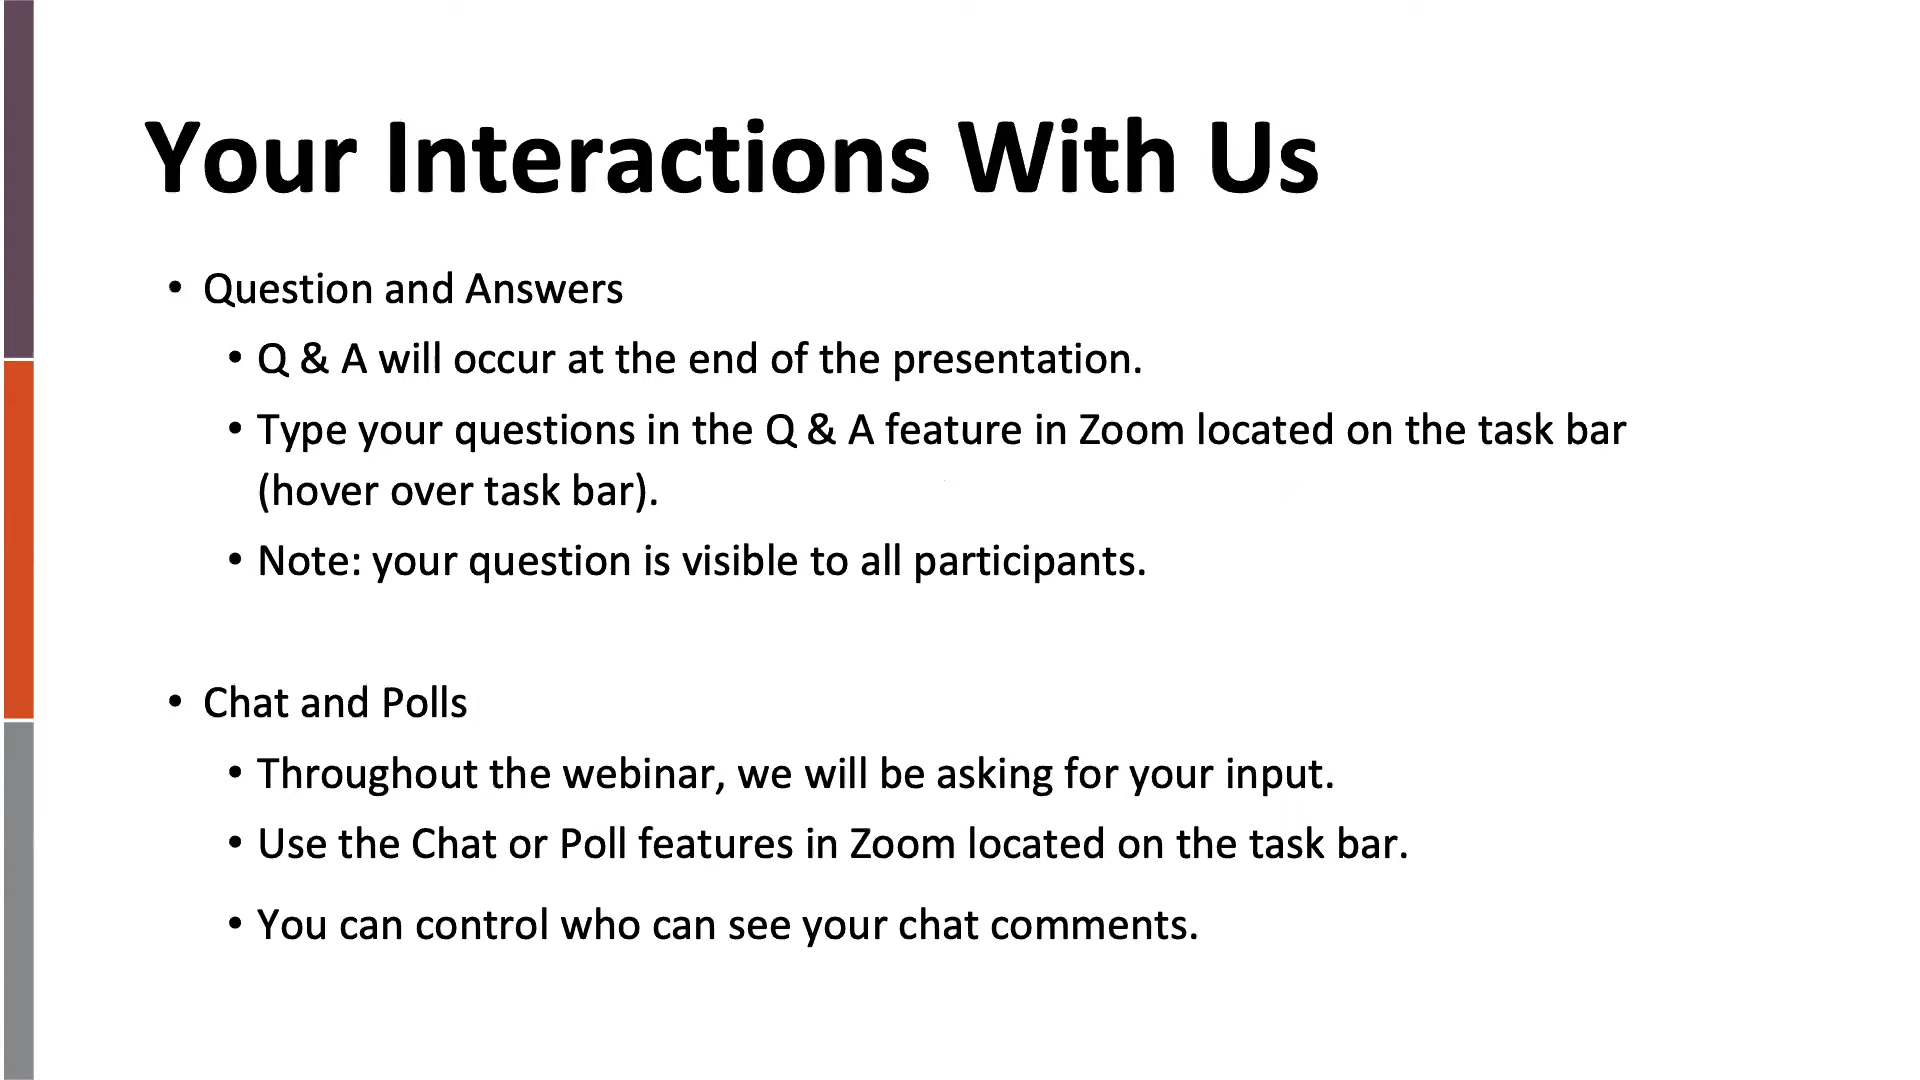 Your Interactions With Us
• Question and Answers
• Q & A will occur at the end of the presentation.
• Type your questions in the Q & A feature in Zoom located on the task bar
(hover over task bar).
• Note: your question is visible to all participants.
• Chat and Polls
• Throughout the webinar, we will be asking for your input.
• Use the Chat or Poll features in Zoom located on the task bar.
• You can control who can see your chat comments.